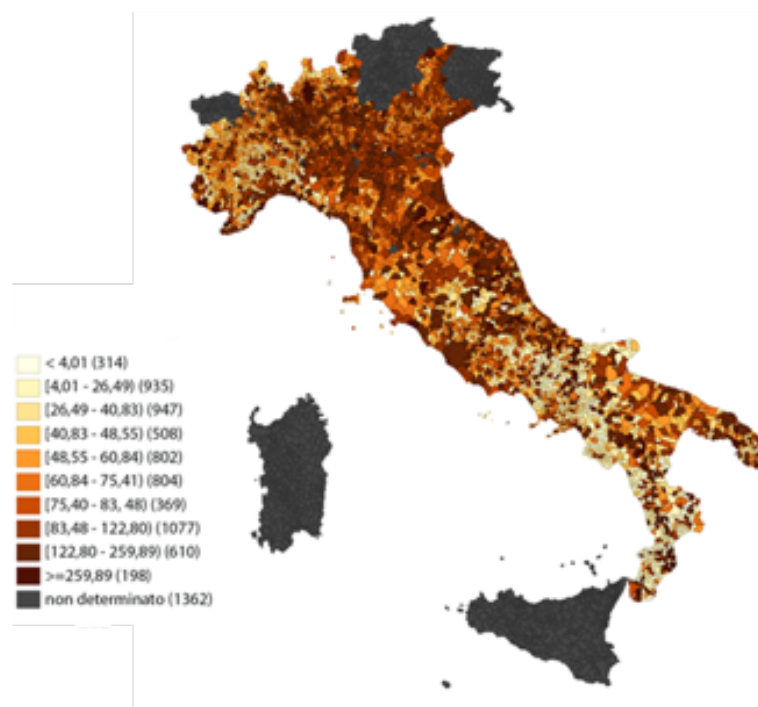 < 4,01 (314)
[4,01 - 26,49) (935)
[26,49 - 40,83) (947)
[40,83 - 48,55) (508)
[48,55 - 60,84) (802)
[60,84 - 75,41) (804)
[75,40 - 83, 48) (369)
[83,48 - 122,80) (1077)
[122,80 - 259,89) (610)
>=259,89 (198)
non determinato (1362)